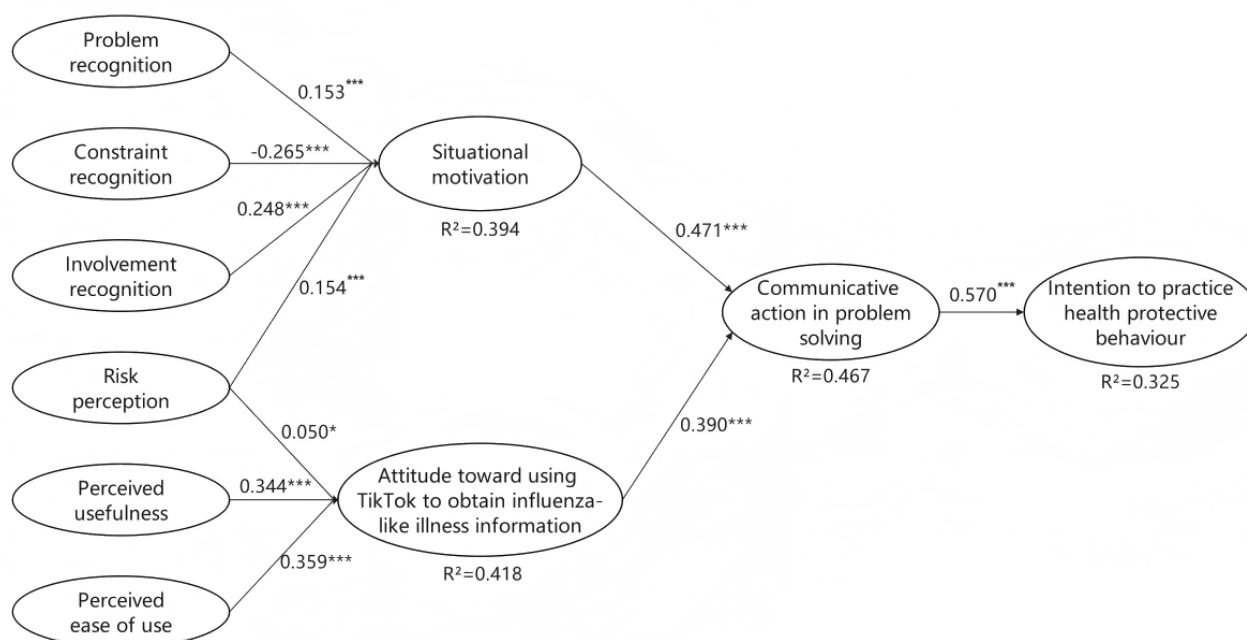 Problem
recognition
0.153***
Constraint
recognition
-0.265***
Situational
motivation
R²=0.394
0.248***
Involvement
recognition
0.154***
0.471***
Communicative
action in problem
solving
R²=0.467
0.570***
Intention to practice
health protective
behaviour
R²=0.325
Risk
perception
0.050*
0.390***
Perceived
usefulness
0.344***
Attitude toward using
TikTok to obtain influenza-
like illness information
R²=0.418
0.359***
Perceived
ease of use